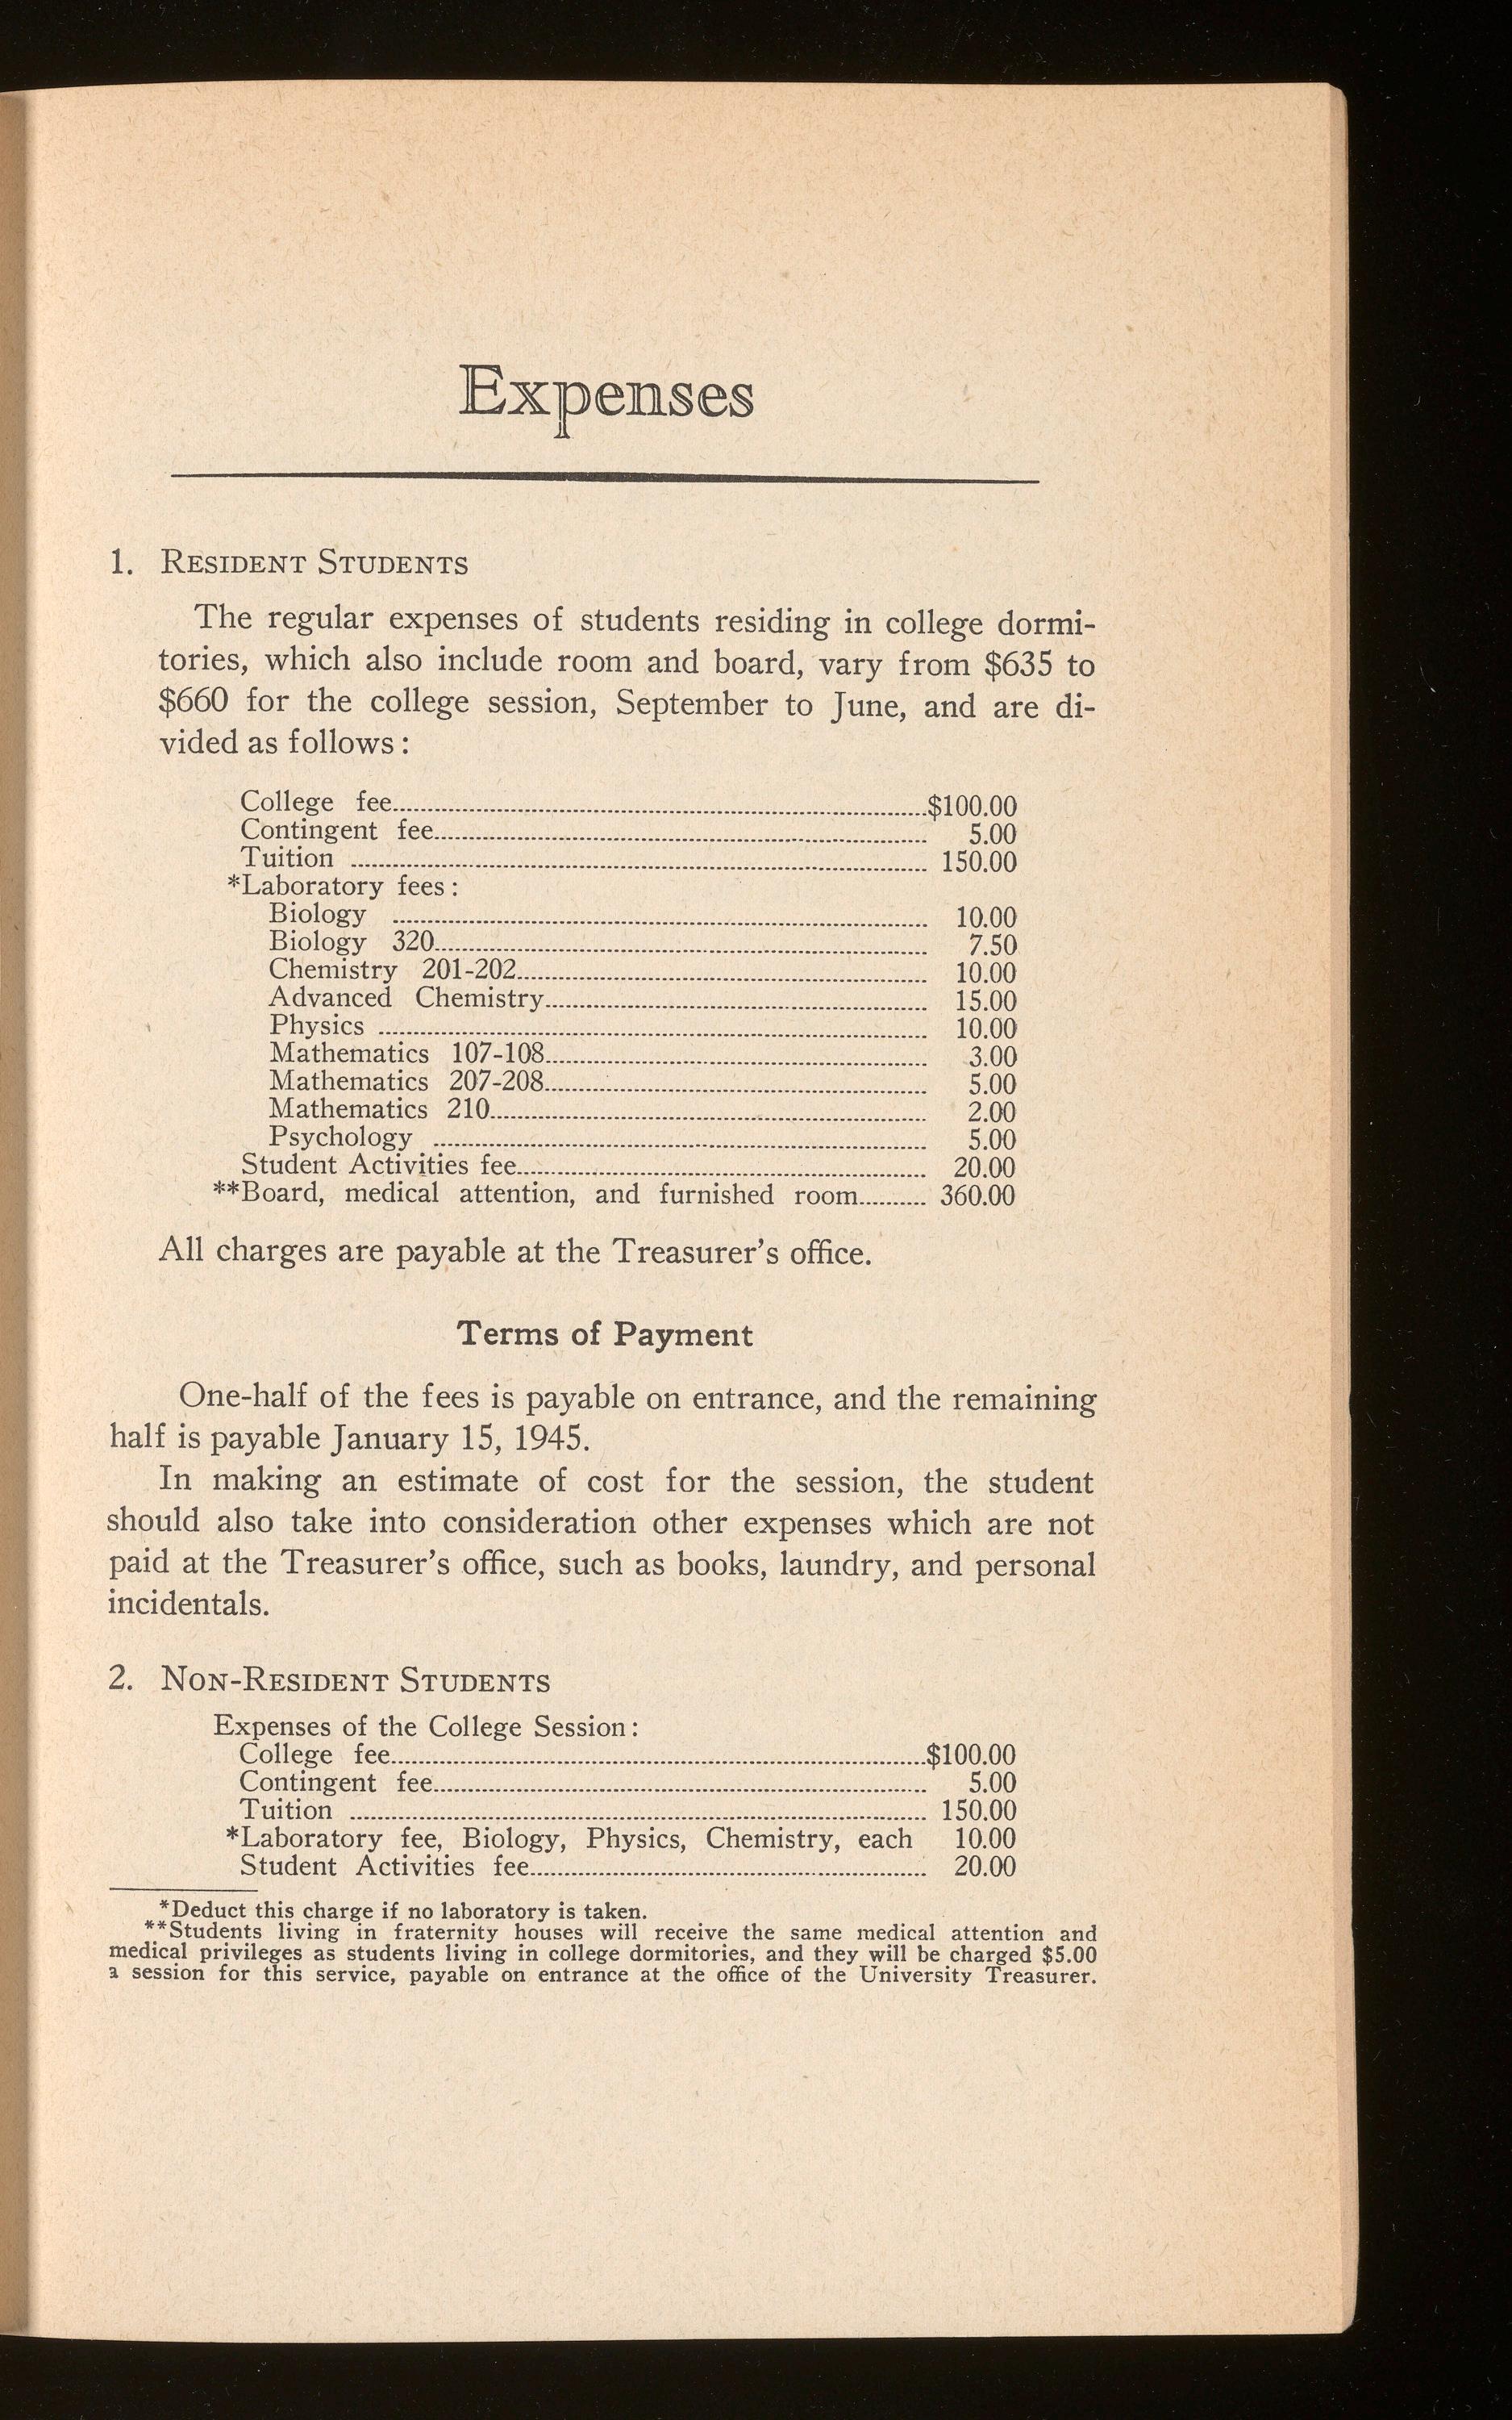 Expenses
1. RESIDENT STUDENTS
The regular expenses of students residing in college dormi-
tories, which also include room and board, vary from $635 to
$660 for the college session, September to June, and are di-
vided as follows:
College fee....................$100.00
Contingent fee.................... 5.00
Tuition .................... 150.00
*Laboratory fees:
Biology .................... 10.00
Biology 320.................... 7.50
Chemistry 201-202.................... 10.00
Advanced Chemistry.................... 15.00
Physics .................... 10.00
Mathematics 107-108.................... 3.00
Mathematics 207-208.................... 5.00
Mathematics 210.................... 2.00
Psychology .................... 5.00
Student Activities fee.................... 20.00
**Board, medical attention, and furnished room.......... 360.00
All charges are payable at the Treasurer's office.
Terms of Payment
One-half of the fees is payable on entrance, and the remaining
half is payable January 15, 1945.
In making an estimate of cost for the session, the student
should also take into consideration other expenses which are not
paid at the Treasurer's office, such as books, laundry, and personal
incidentals.
2. NON-RESIDENT STUDENTS
Expenses of the College Session:
College fee....................$100.00
Contingent fee.................... 5.00
Tuition .................... 150.00
*Laboratory fee, Biology, Physics, Chemistry, each 10.00
Student Activities fee.................... 20.00
*Deduct this charge if no laboratory is taken.
**Students living in fraternity houses will receive the same medical attention and
medical privileges as students living in college dormitories, and they will be charged $5.00
a session for this service, payable on entrance at the office of the University Treasurer.